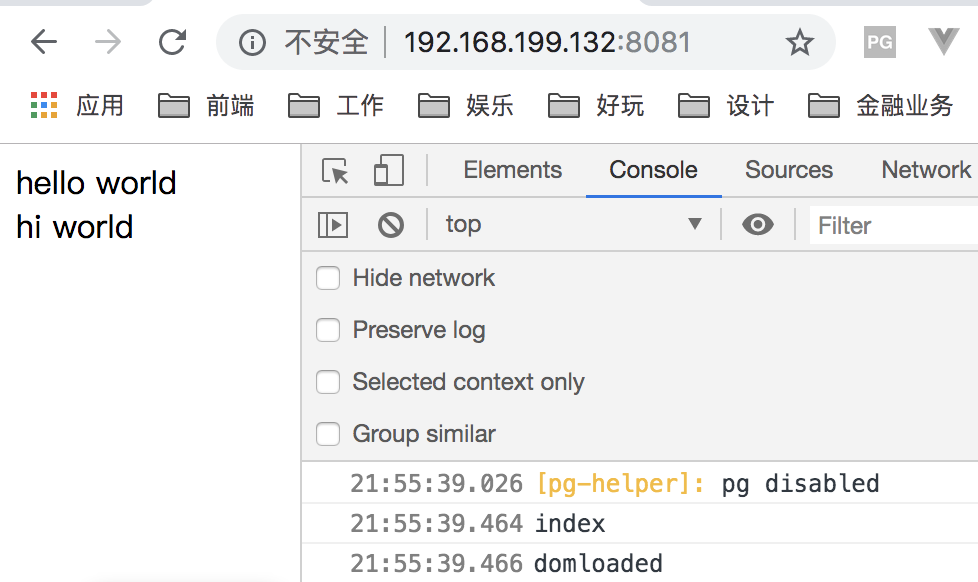 不安全 192.168.199.132:8081 PG
应用 前端 工作 娱乐 好玩 设计 金融业务
hello world
hi world
Elements Console Sources Network
top Filter
Hide network
Preserve log
Selected context only
Group similar
21:55:39.026 [pg-helper]: pg disabled
21:55:39.464 index
21:55:39.466 domloaded